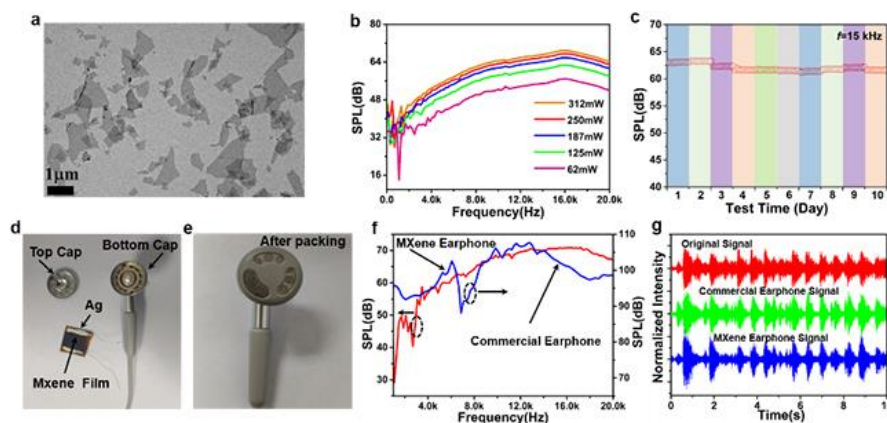 a
1μm
b
SPL(dB)
80
64
48
32
16
312mW
250mW
187mW
125mW
62mW
0.0
4.0k
8.0k
12.0k
16.0k
20.0k
Frequency(Hz)
c
f=15 kHz
SPL(dB)
70
65
60
55
50
45
40
1 2 3 4 5 6 7 8 9 10
Test Time (Day)
d
Top Cap
Bottom Cap
Ag
Mxene Film
e
After packing
f
SPL(dB)
70
60
50
40
30
MXene Earphone
Commercial Earphone
110
100
90
80
70
SPL(dB)
4.0k 8.0k 12.0k 16.0k 20.0k
Frequency(Hz)
g
Normalized Intensity
Original Signal
Commercial Earphone Signal
MXene Earphone Signal
0 2 4 6 8 10
Time(s)